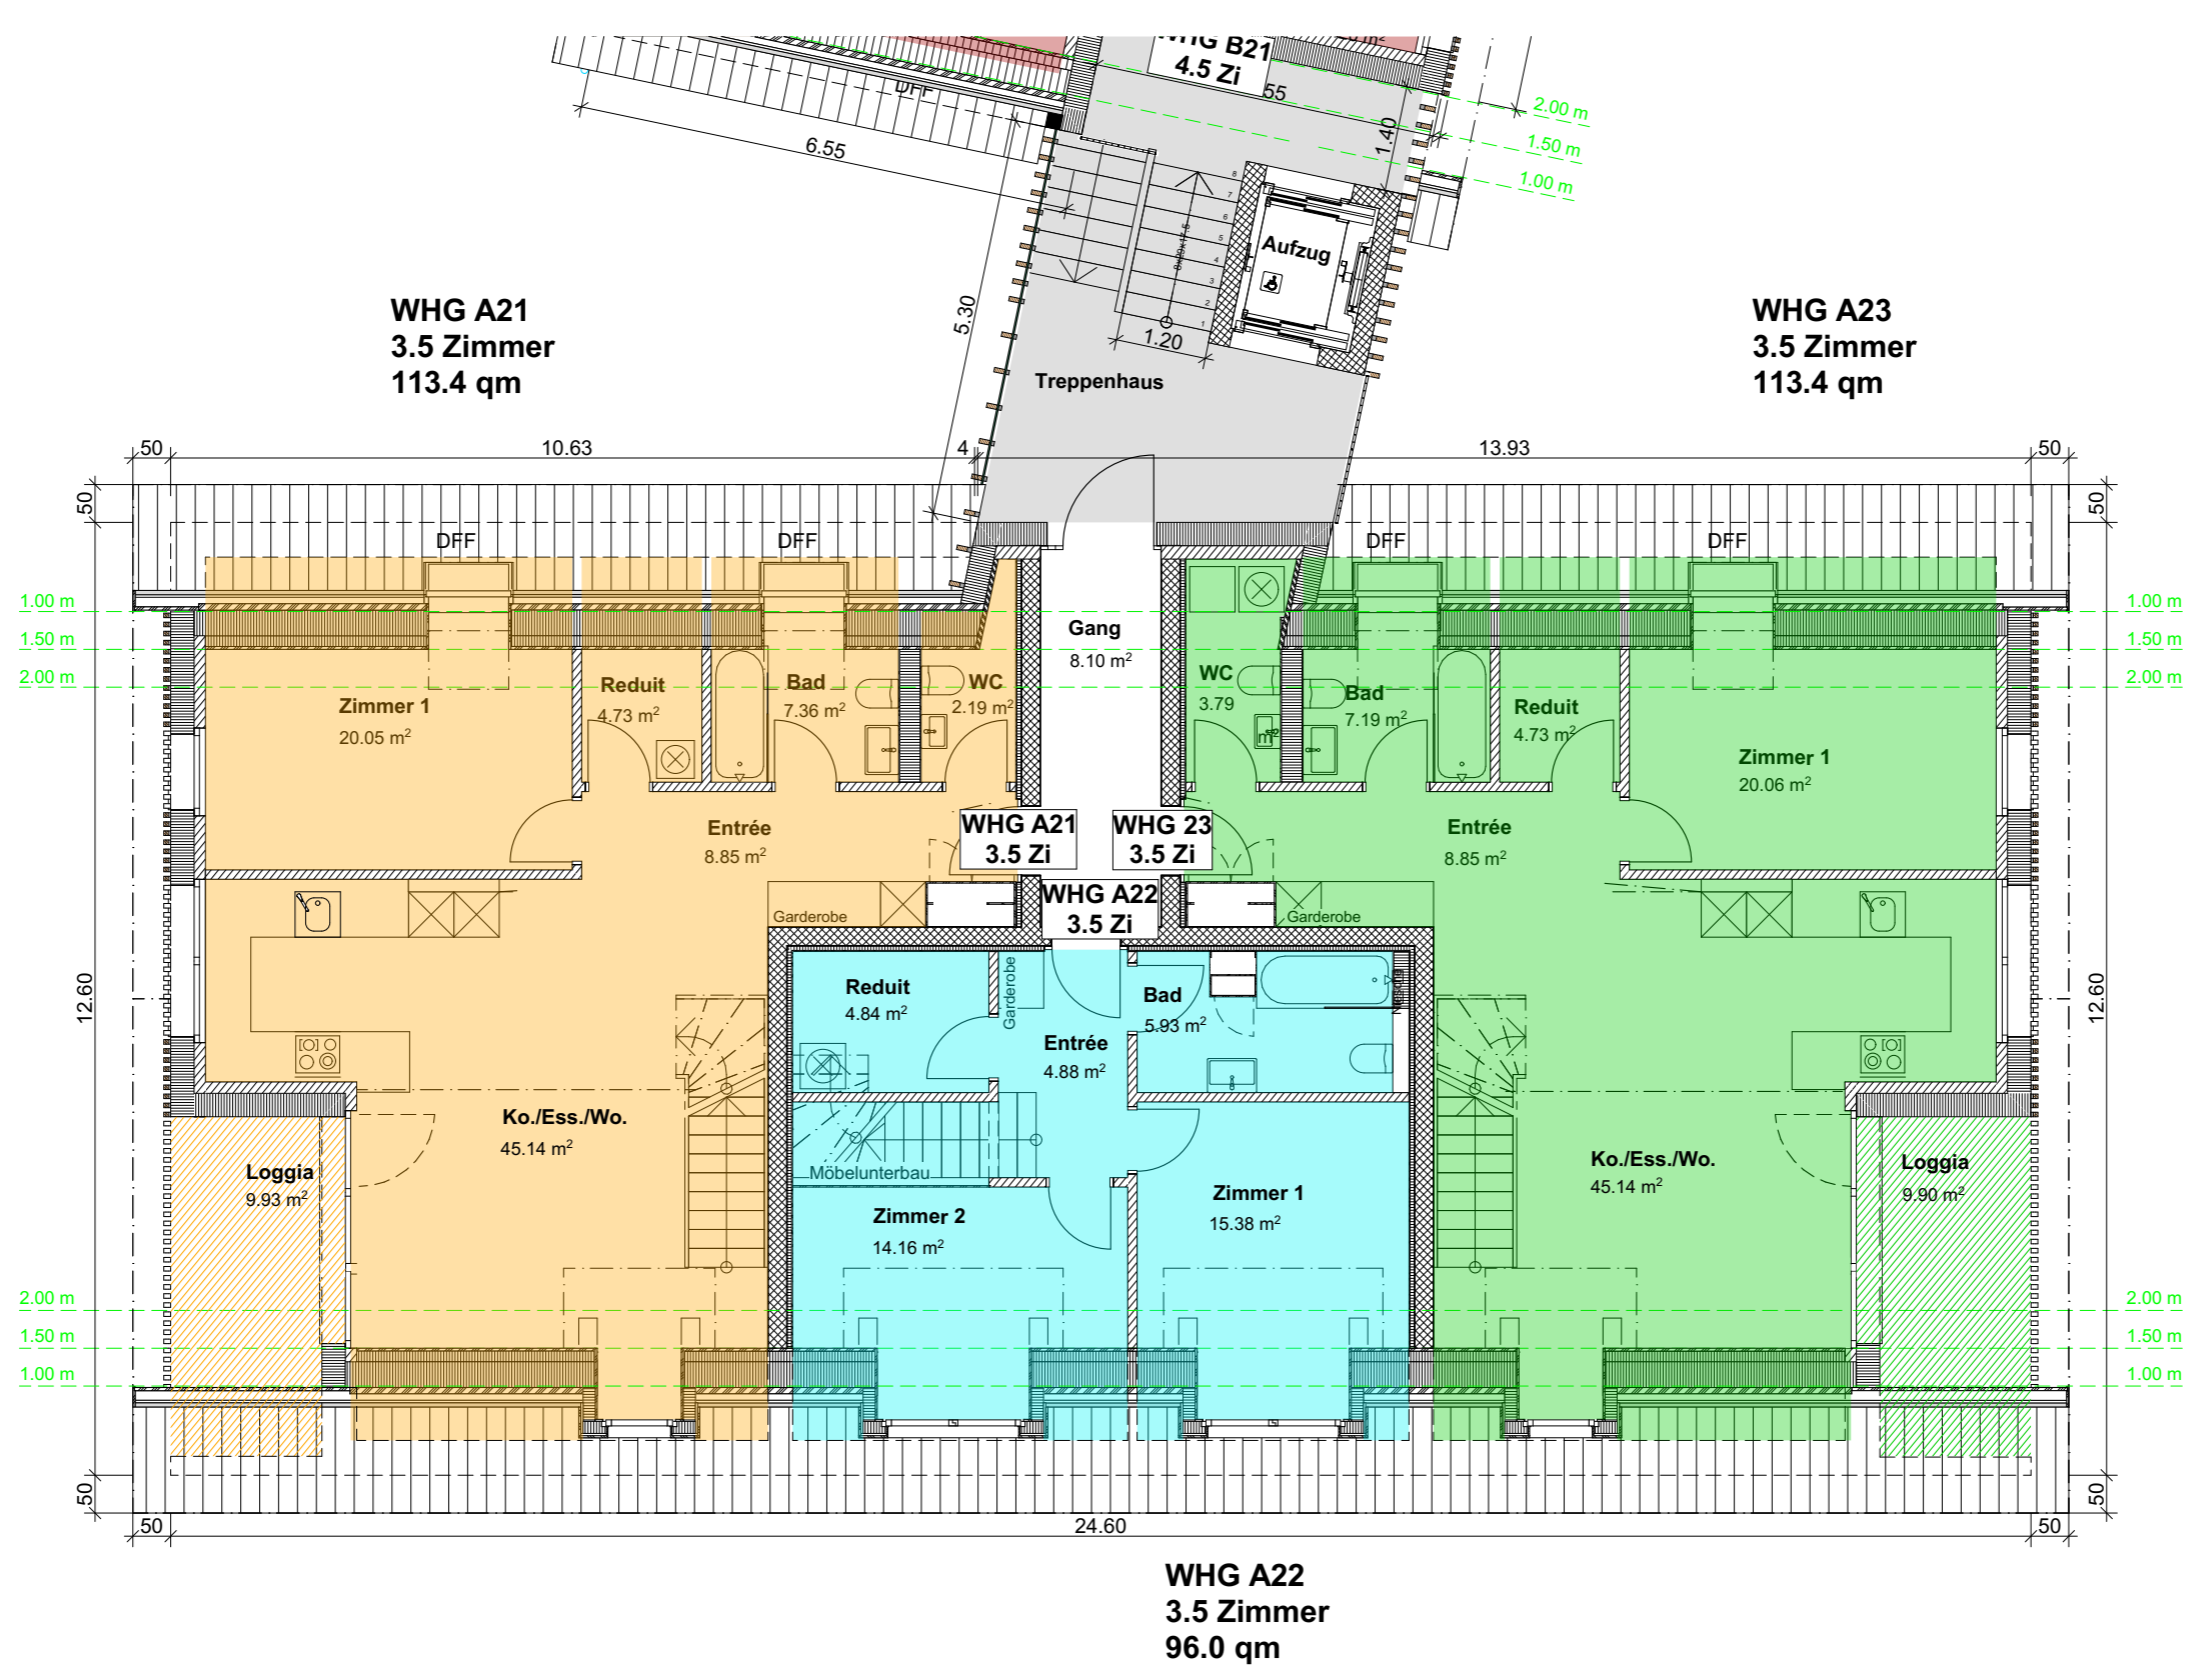 WHG B21
4.5 Zi
DFF
55
6.55
1.40
2.00 m
1.50 m
1.00 m
8
7
6
5
4
3
2
1
Aufzug
5.30
1.20
Treppenhaus
WHG A21
3.5 Zimmer
113.4 qm
WHG A23
3.5 Zimmer
113.4 qm
50
10.63
4
13.93
50
50
50
DFF
DFF
DFF
DFF
1.00 m
1.50 m
2.00 m
1.00 m
1.50 m
2.00 m
Gang
8.10 m²
Zimmer 1
20.05 m²
Reduit
4.73 m²
Bad
7.36 m²
WC
2.19 m²
WC
3.79
m²
Bad
7.19 m²
Reduit
4.73 m²
Zimmer 1
20.06 m²
Entrée
8.85 m²
WHG A21
3.5 Zi
WHG 23
3.5 Zi
Entrée
8.85 m²
WHG A22
3.5 Zi
Garderobe
Garderobe
12.60
12.60
Reduit
4.84 m²
Garderobe
Entrée
4.88 m²
Bad
5.93 m²
Ko./Ess./Wo.
45.14 m²
Loggia
9.93 m²
Möbelunterbau
Zimmer 2
14.16 m²
Zimmer 1
15.38 m²
Ko./Ess./Wo.
45.14 m²
Loggia
9.90 m²
2.00 m
1.50 m
1.00 m
2.00 m
1.50 m
1.00 m
50
50
50
24.60
50
WHG A22
3.5 Zimmer
96.0 qm